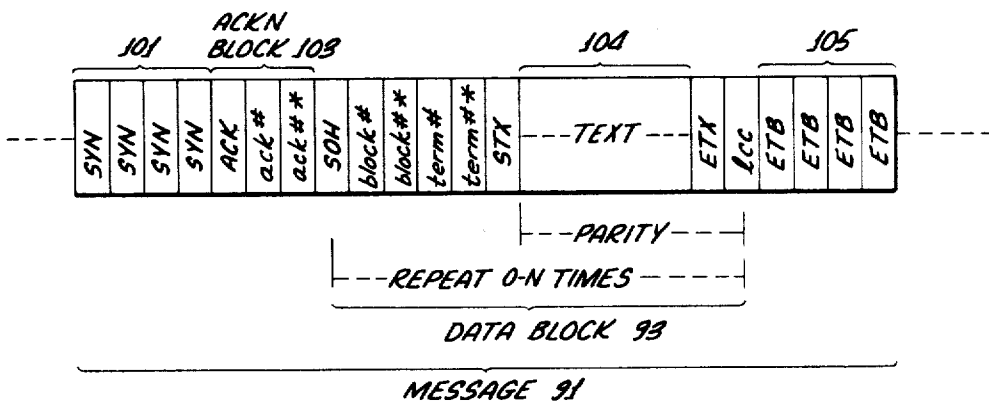 101 ACKN BLOCK 103 104 105
SYN SYN SYN SYN ACK ack# ack#* SOH block# block#* term# term#* STX TEXT ETX lcc ETB ETB ETB ETB
PARITY
REPEAT 0-N TIMES
DATA BLOCK 93
MESSAGE 91